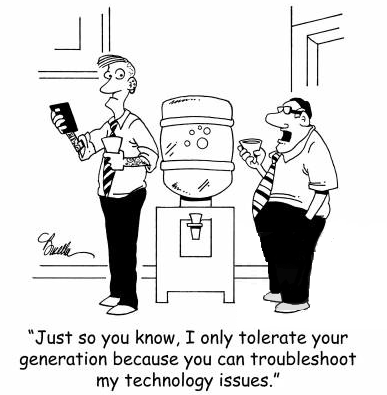 “Just so you know, I only tolerate your
generation because you can troubleshoot
my technology issues.”